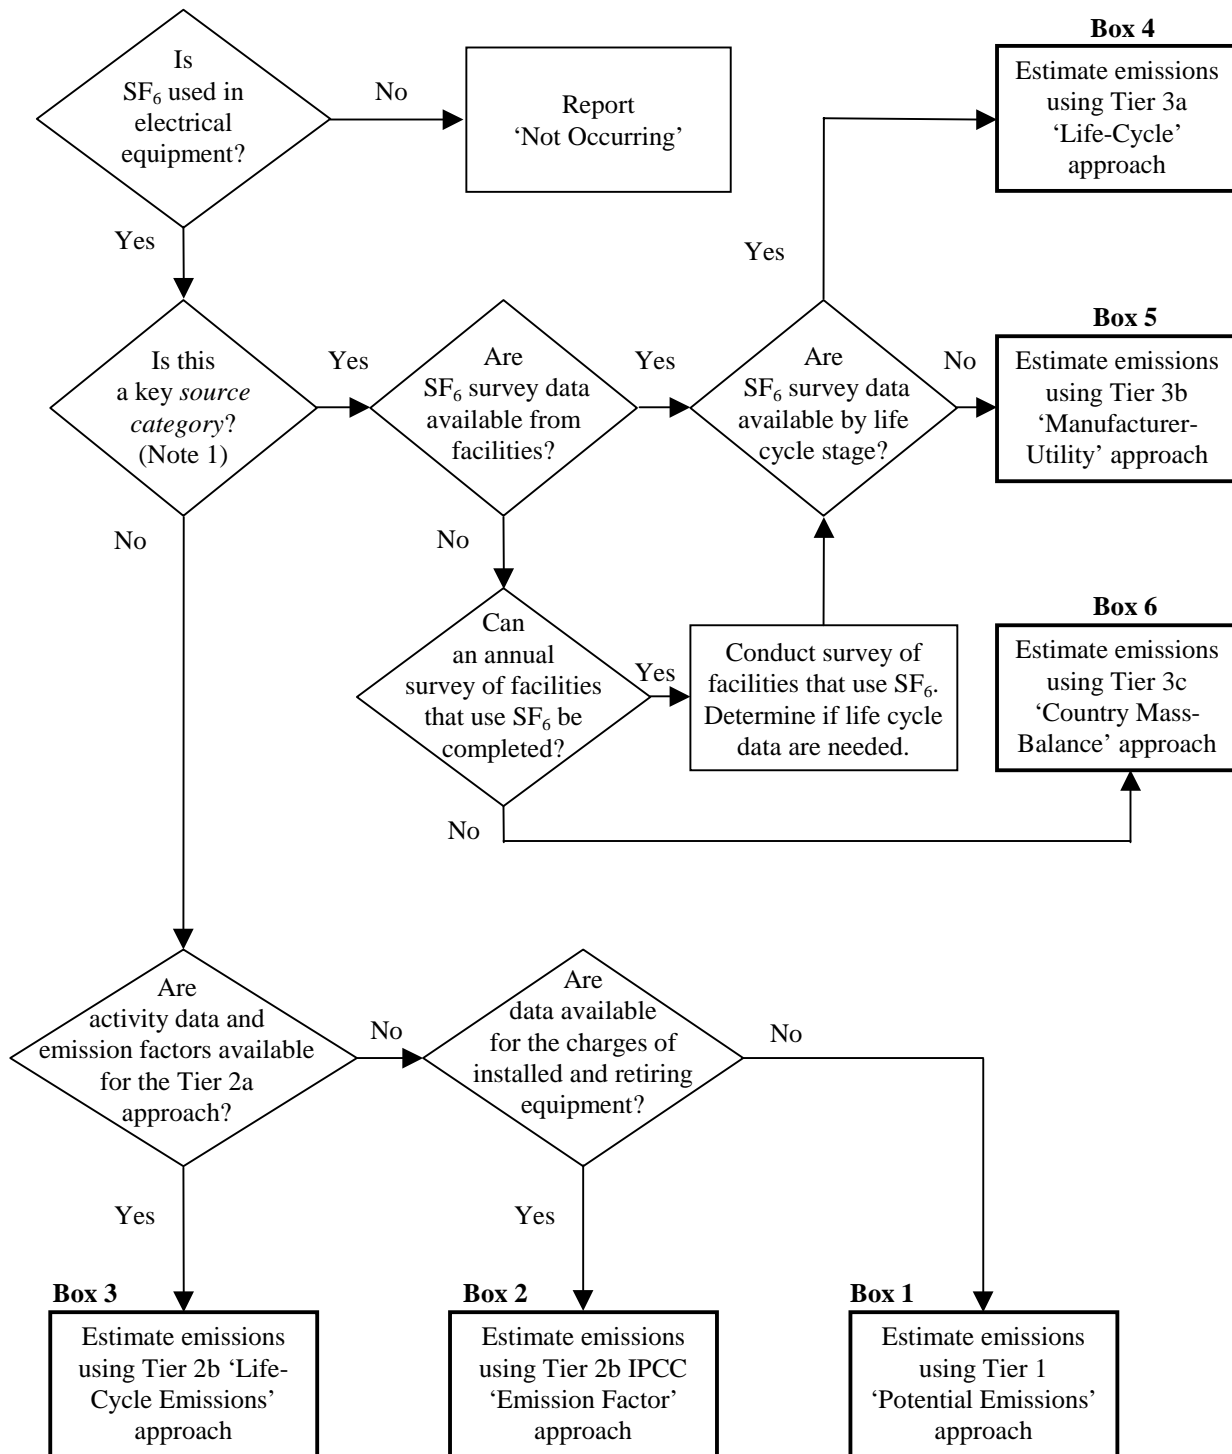 Is
SF₆ used in
electrical
equipment?
No
Report
‘Not Occurring’
Box 4
Estimate emissions
using Tier 3a
‘Life-Cycle’
approach
Yes
Yes
Is this
a key source
category?
(Note 1)
Yes
Are
SF₆ survey data
available from
facilities?
Yes
Are
SF₆ survey data
available by life
cycle stage?
No
Box 5
Estimate emissions
using Tier 3b
‘Manufacturer-
Utility’ approach
No
No
Can
an annual
survey of facilities
that use SF₆ be
completed?
Yes
Conduct survey of
facilities that use SF₆.
Determine if life cycle
data are needed.
Box 6
Estimate emissions
using Tier 3c
‘Country Mass-
Balance’ approach
No
Are
activity data and
emission factors available
for the Tier 2a
approach?
No
Are
data available
for the charges of
installed and retiring
equipment?
No
Yes
Yes
Box 3
Estimate emissions
using Tier 2b ‘Life-
Cycle Emissions’
approach
Box 2
Estimate emissions
using Tier 2b IPCC
‘Emission Factor’
approach
Box 1
Estimate emissions
using Tier 1
‘Potential Emissions’
approach